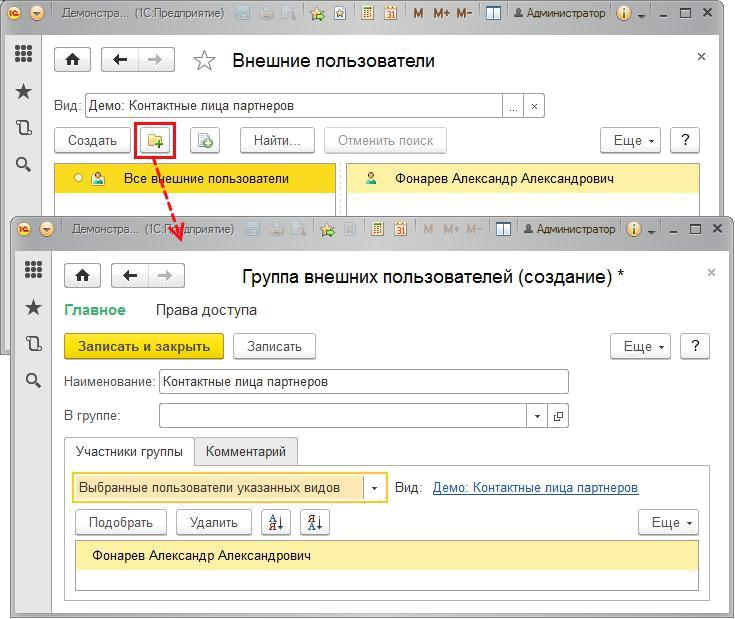 Демонстра... (1С:Предприятие) M M+ M- Администратор
Внешние пользователи
Вид: Демо: Контактные лица партнеров ... ×
Создать Найти... Отменить поиск Еще ?
Все внешние пользователи Фонарев Александр Александрович
Демонстра... (1С:Предприятие) M M+ M- Администратор
Группа внешних пользователей (создание) *
Главное Права доступа
Записать и закрыть Записать Еще ?
Наименование: Контактные лица партнеров
В группе:
Участники группы Комментарий
Выбранные пользователи указанных видов Вид: Демо: Контактные лица партнеров
Подобрать Удалить Еще
Фонарев Александр Александрович